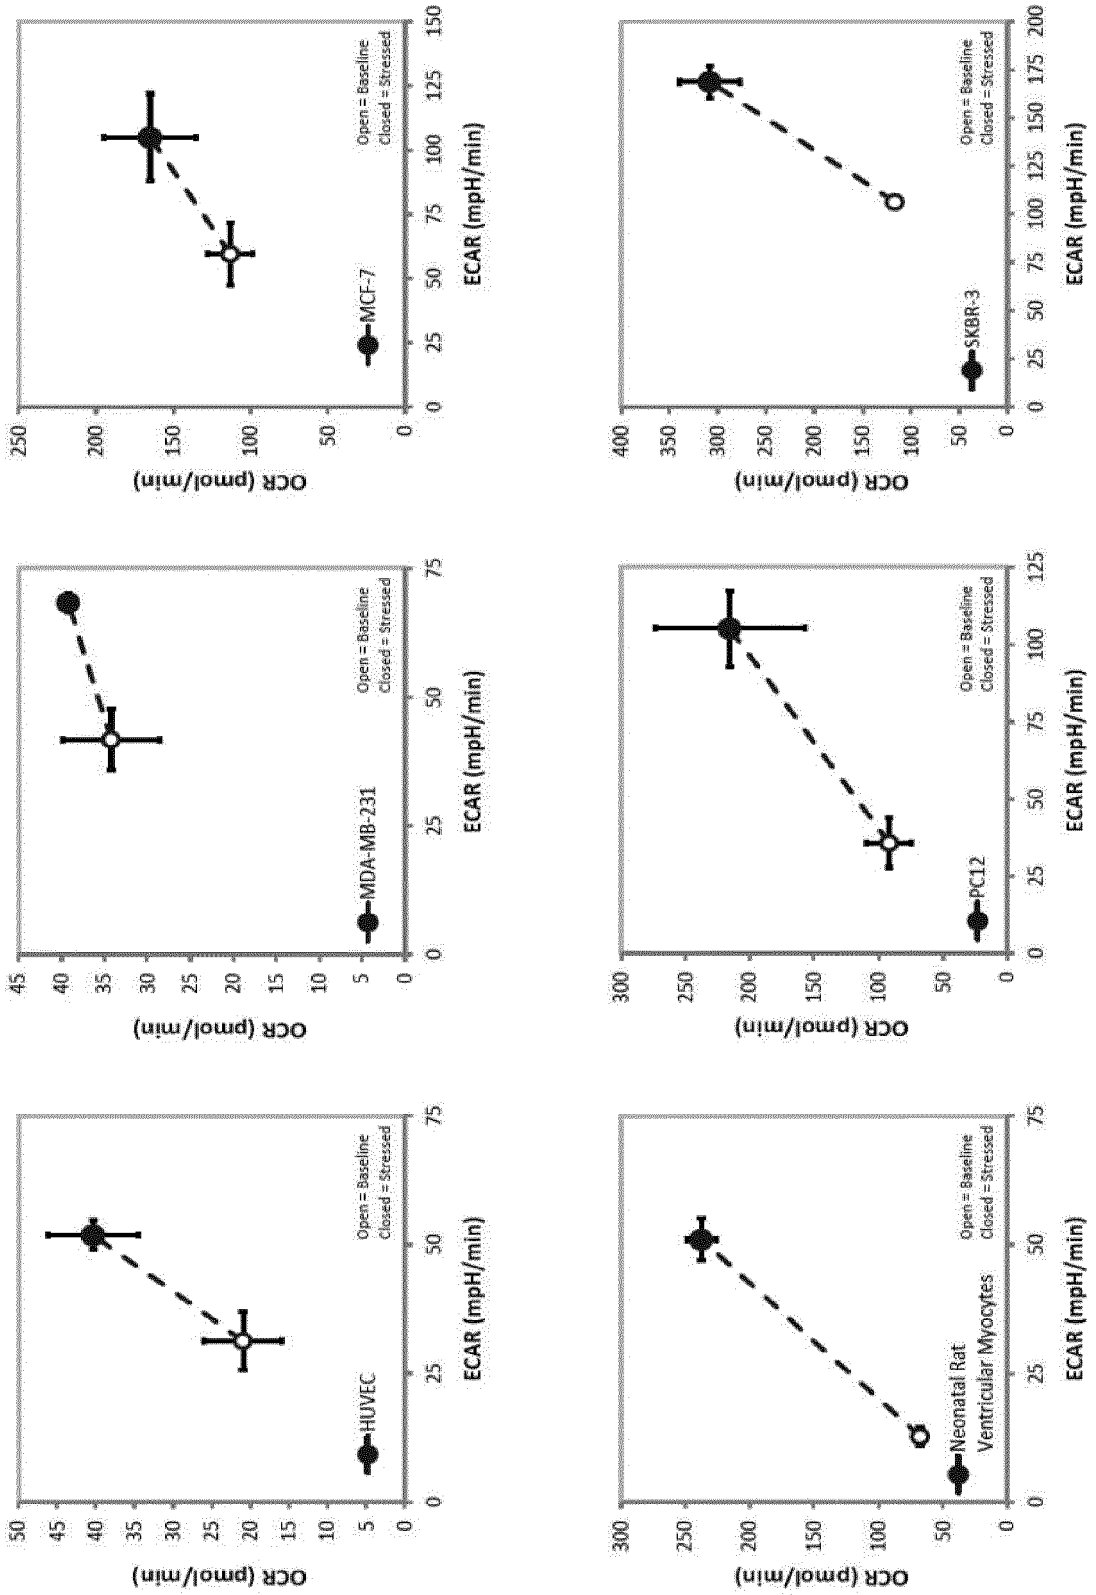 OCR (pmol/min)
50
45
40
35
30
25
20
15
10
5
0
HUVEC
Open = Baseline
Closed = Stressed
0 25 50 75
ECAR (mpH/min)
OCR (pmol/min)
45
40
35
30
25
20
15
10
5
0
MDA-MB-231
Open = Baseline
Closed = Stressed
0 25 50 75
ECAR (mpH/min)
OCR (pmol/min)
250
200
150
100
50
0
MCF-7
Open = Baseline
Closed = Stressed
0 25 50 75 100 125 150
ECAR (mpH/min)
OCR (pmol/min)
300
250
200
150
100
50
0
Neonatal Rat
Ventricular Myocytes
Open = Baseline
Closed = Stressed
0 25 50 75
ECAR (mpH/min)
OCR (pmol/min)
300
250
200
150
100
50
0
PC12
Open = Baseline
Closed = Stressed
0 25 50 75 100 125
ECAR (mpH/min)
OCR (pmol/min)
400
350
300
250
200
150
100
50
0
SKBR-3
Open = Baseline
Closed = Stressed
0 25 50 75 100 125 150 175 200
ECAR (mpH/min)